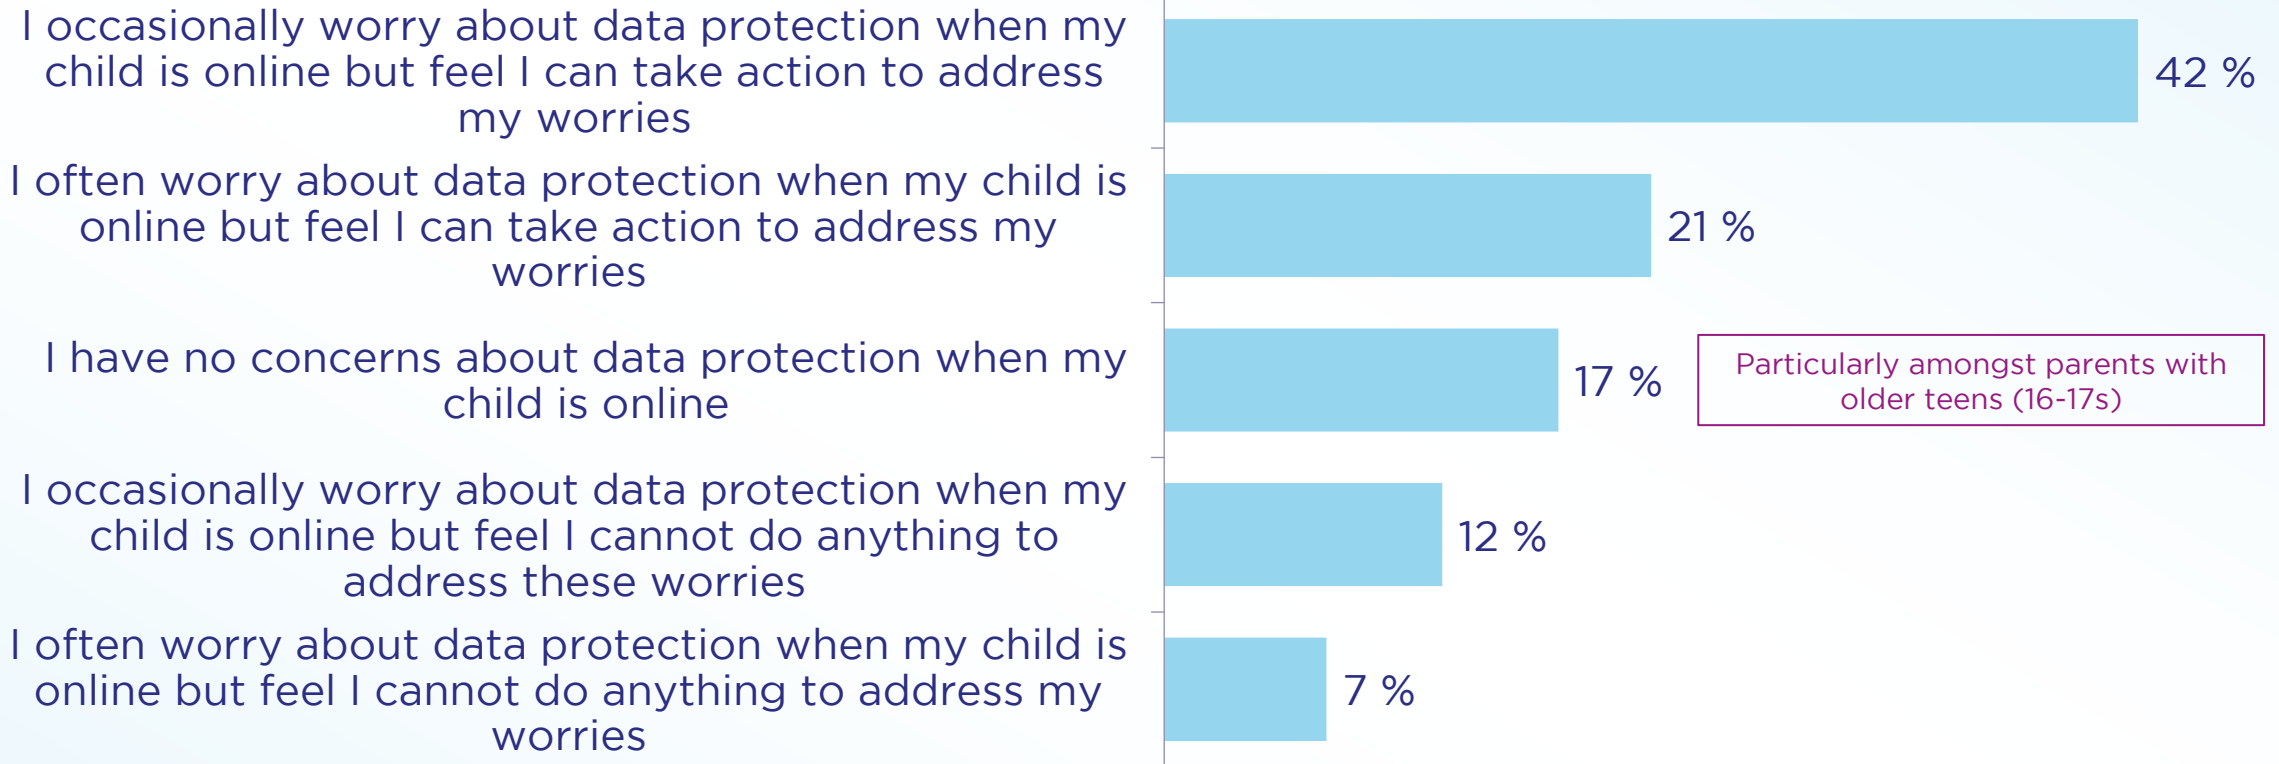 I occasionally worry about data protection when my
child is online but feel I can take action to address
my worries
42 %
I often worry about data protection when my child is
online but feel I can take action to address my
worries
21 %
I have no concerns about data protection when my
child is online
17 %
Particularly amongst parents with
older teens (16-17s)
I occasionally worry about data protection when my
child is online but feel I cannot do anything to
address these worries
12 %
I often worry about data protection when my child is
online but feel I cannot do anything to address my
worries
7 %